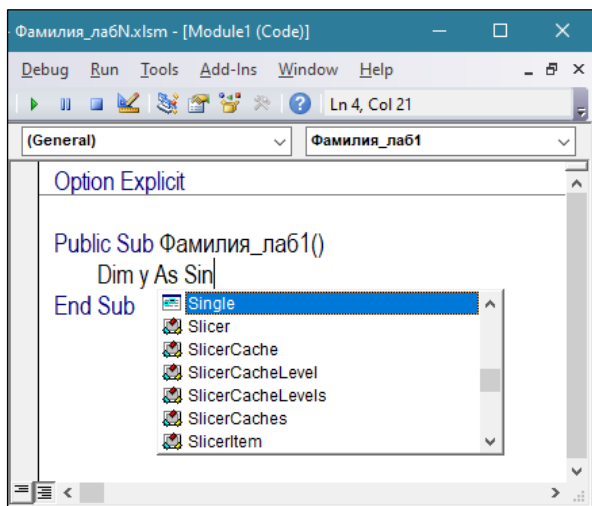 Фамилия_лабN.xlsm - [Module1 (Code)]
Debug Run Tools Add-Ins Window Help
Ln 4, Col 21
(General) Фамилия_лаб1
Option Explicit
Public Sub Фамилия_лаб1()
Dim y As Sin
End Sub
Single
Slicer
SlicerCache
SlicerCacheLevel
SlicerCacheLevels
SlicerCaches
SlicerItem